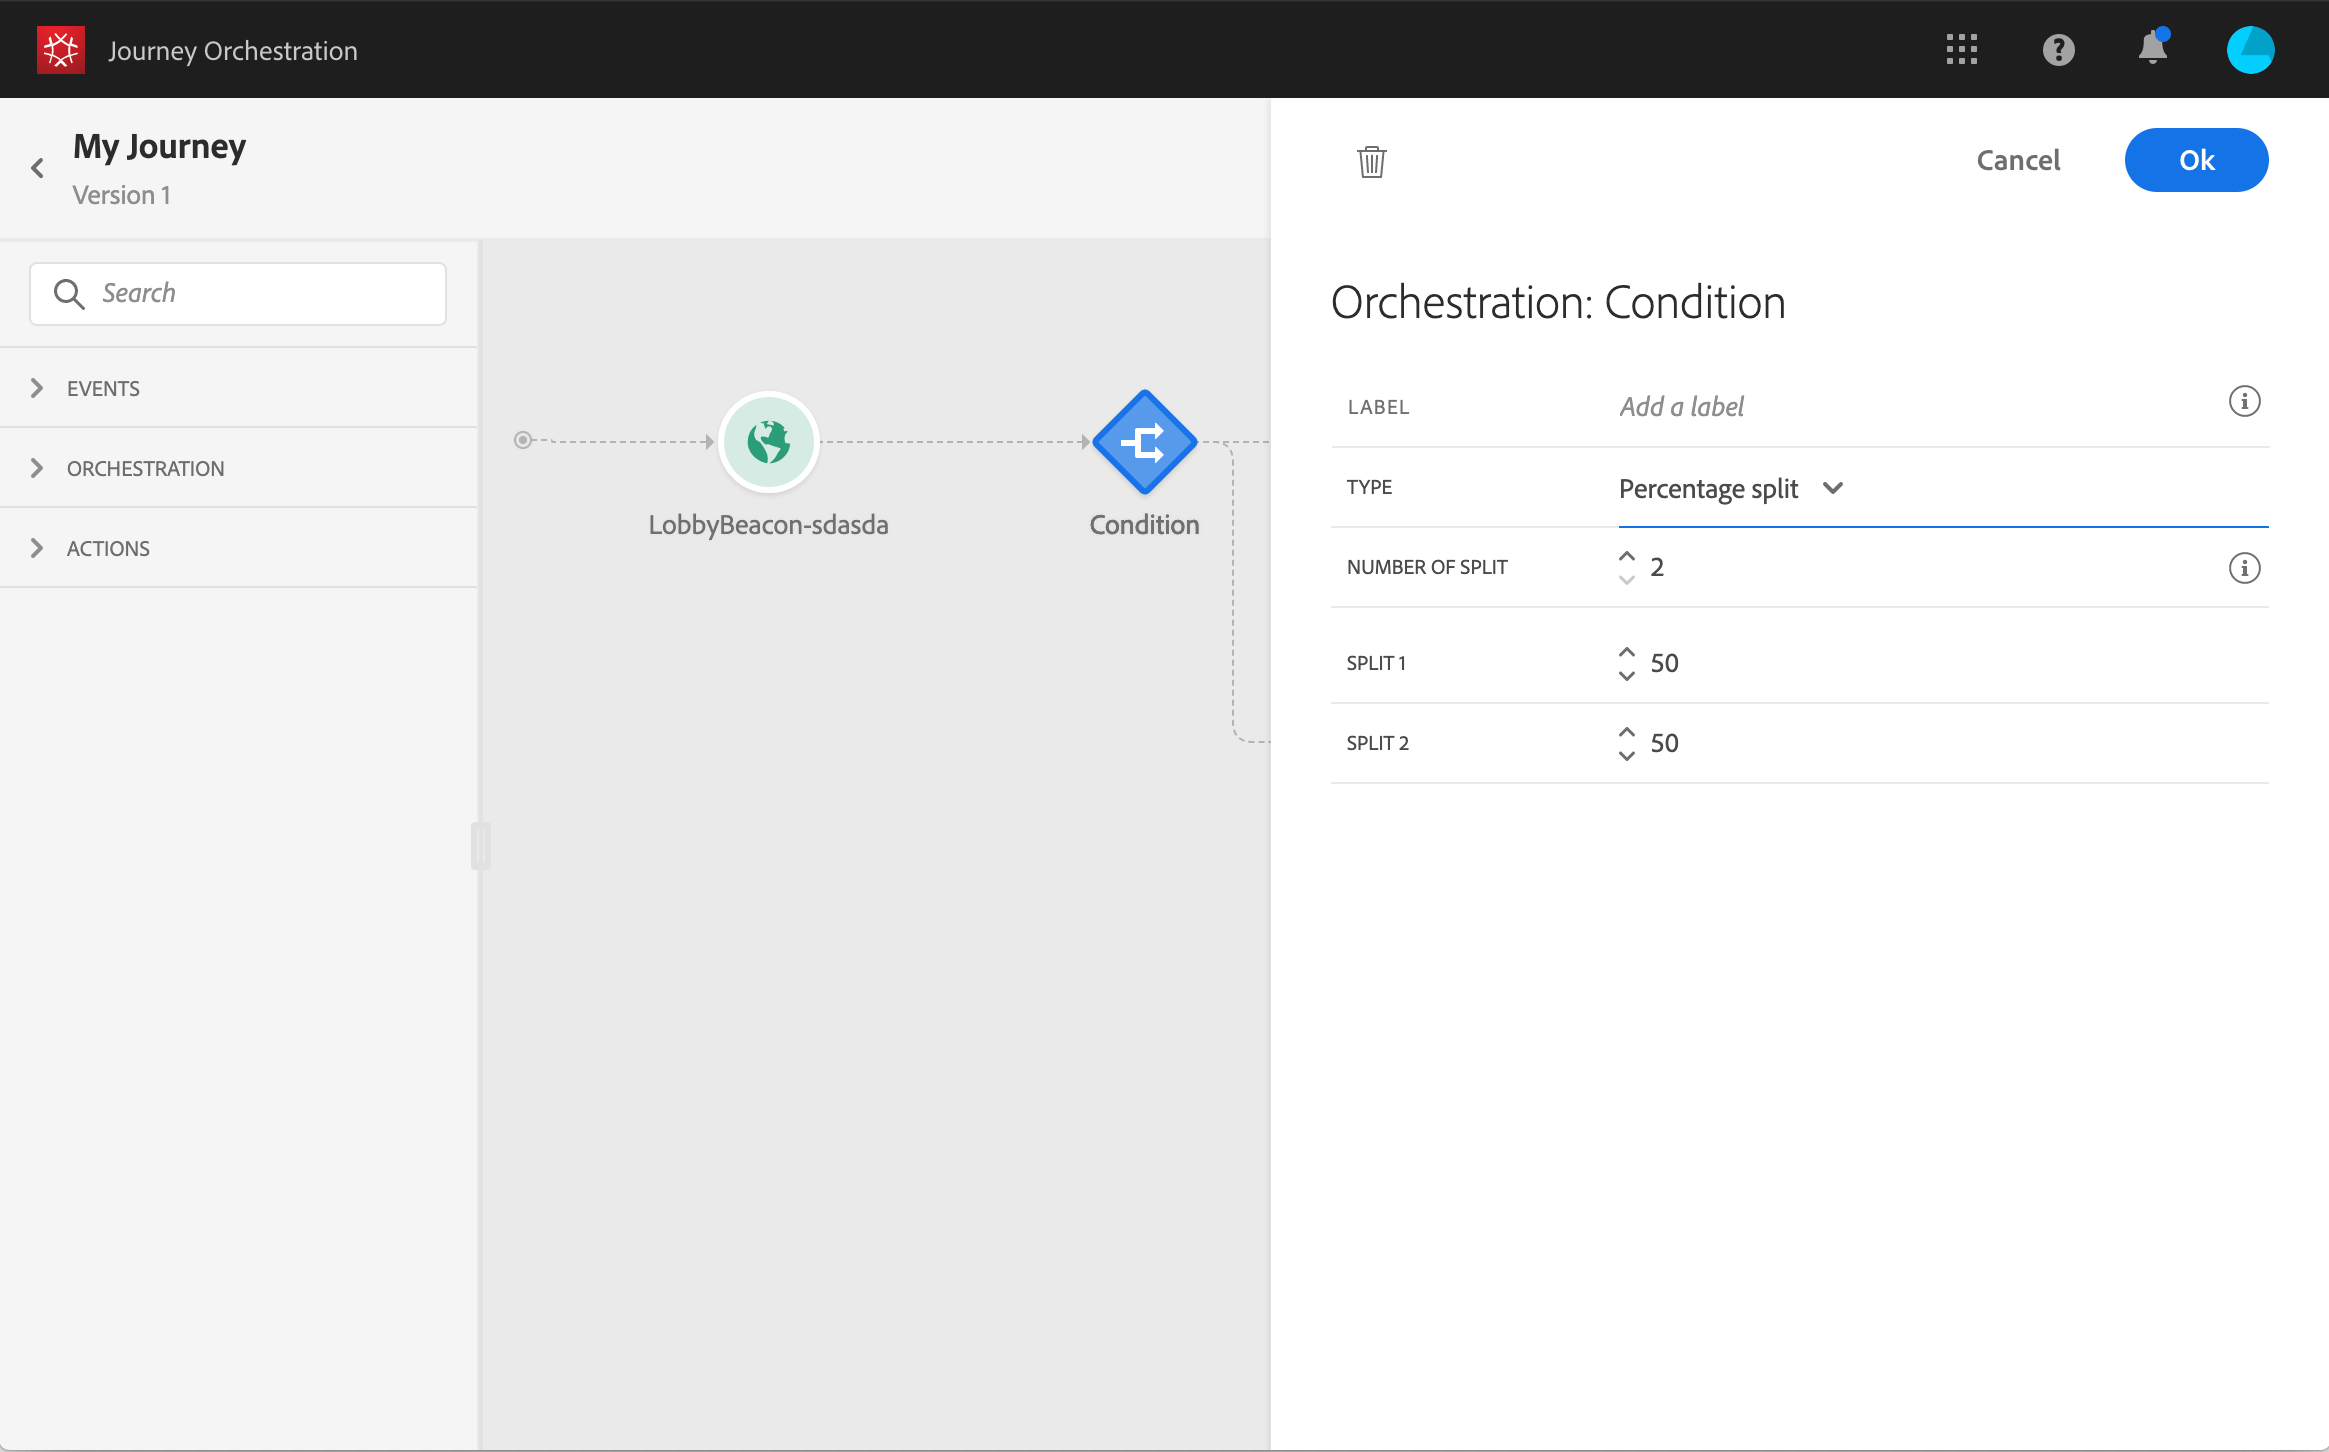 Journey Orchestration
My Journey
Version 1
Cancel
Ok
Search
EVENTS
ORCHESTRATION
ACTIONS
LobbyBeacon-sdasda
Condition
Orchestration: Condition
LABEL Add a label
TYPE Percentage split
NUMBER OF SPLIT 2
SPLIT 1 50
SPLIT 2 50